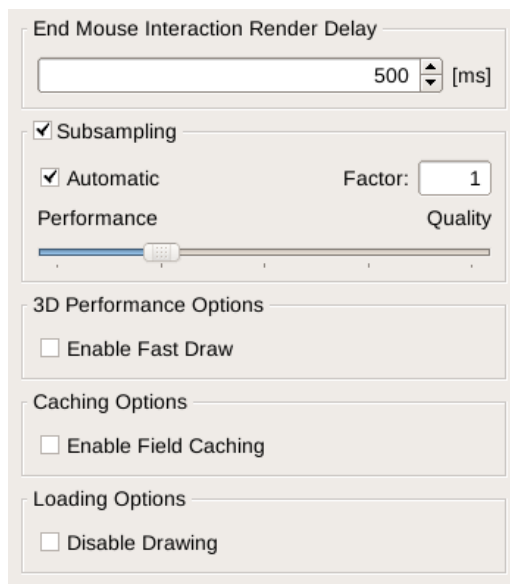 End Mouse Interaction Render Delay
500 [ms]
Subsampling
Automatic Factor: 1
Performance Quality
3D Performance Options
Enable Fast Draw
Caching Options
Enable Field Caching
Loading Options
Disable Drawing